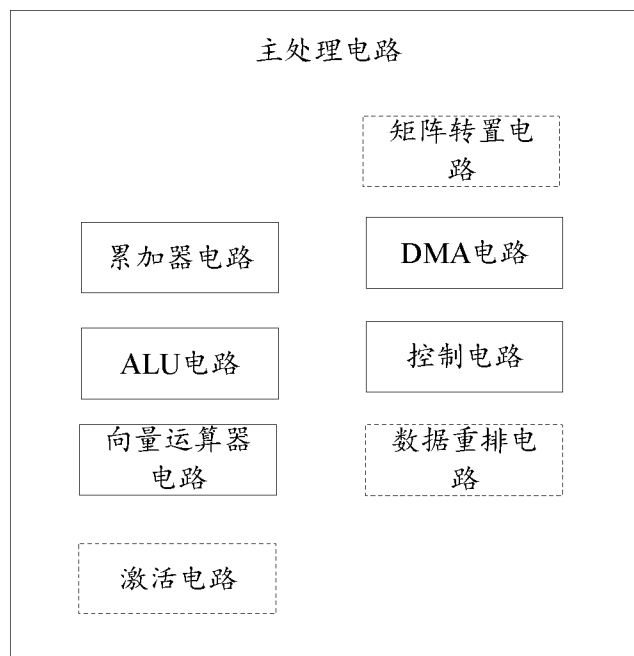 主处理电路
矩阵转置电
路
累加器电路
DMA电路
ALU电路
控制电路
向量运算器
电路
数据重排电
路
激活电路